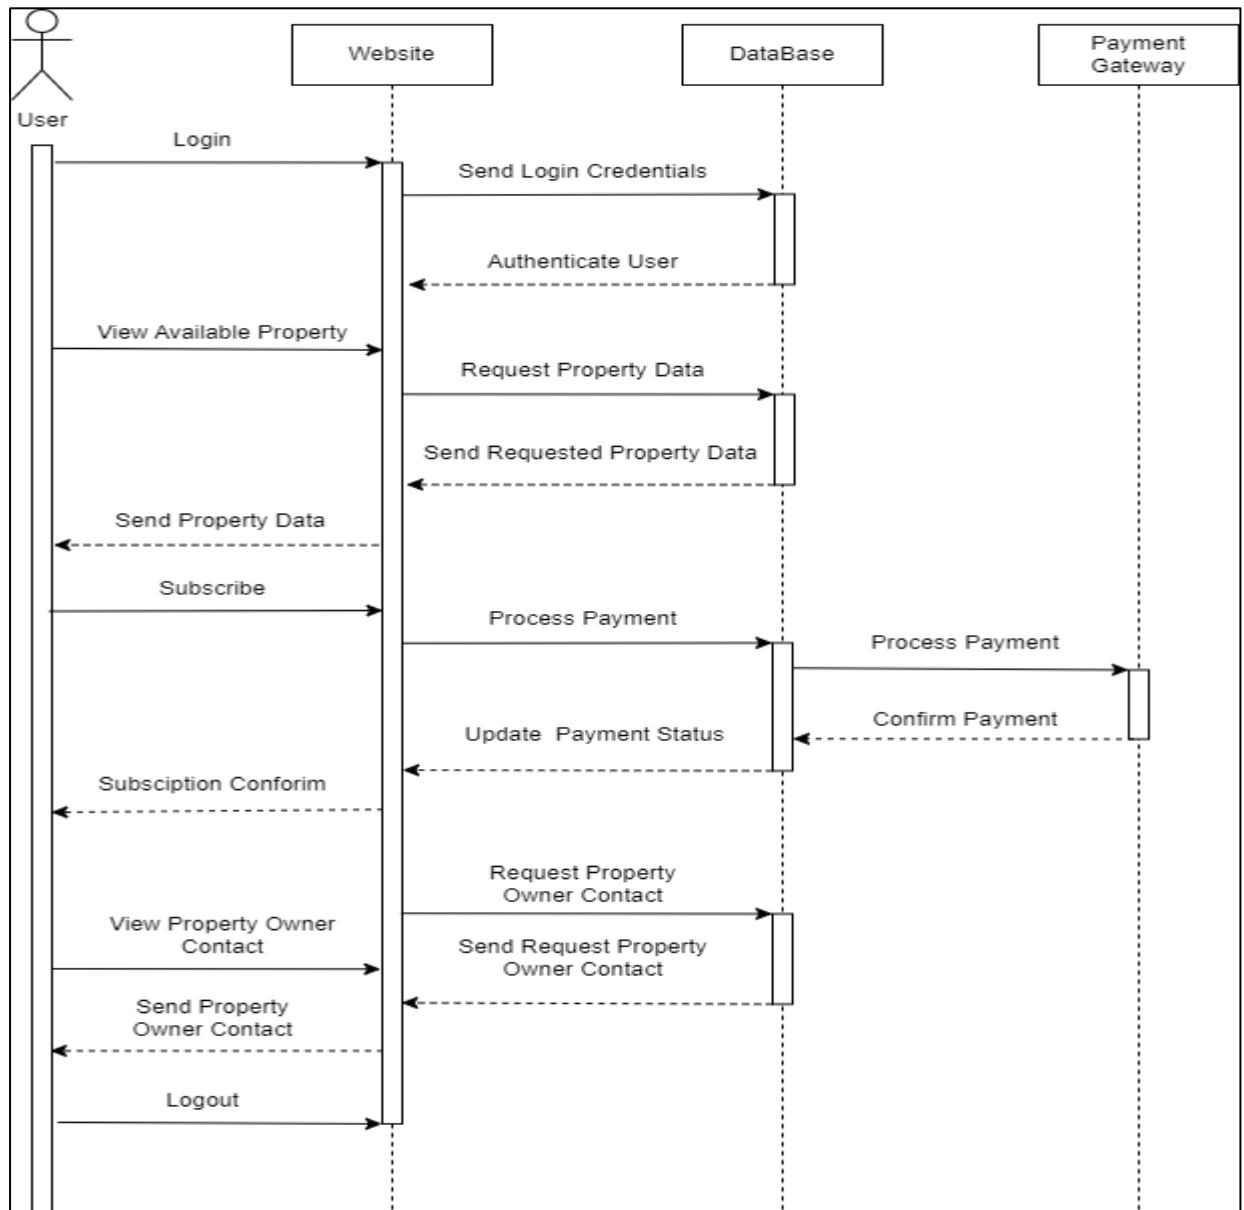 Website
DataBase
Payment
Gateway
User
Login
Send Login Credentials
Authenticate User
View Available Property
Request Property Data
Send Requested Property Data
Send Property Data
Subscribe
Process Payment
Process Payment
Confirm Payment
Update  Payment Status
Subsciption Conforim
Request Property
Owner Contact
View Property Owner
Contact
Send Request Property
Owner Contact
Send Property
Owner Contact
Logout